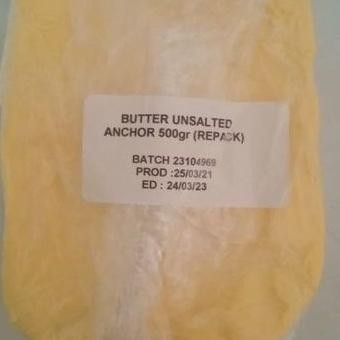 BUTTER UNSALTED
ANCHOR 500gr (REPACK)
BATCH 23104969
PROD :25/03/21
ED : 24/03/23